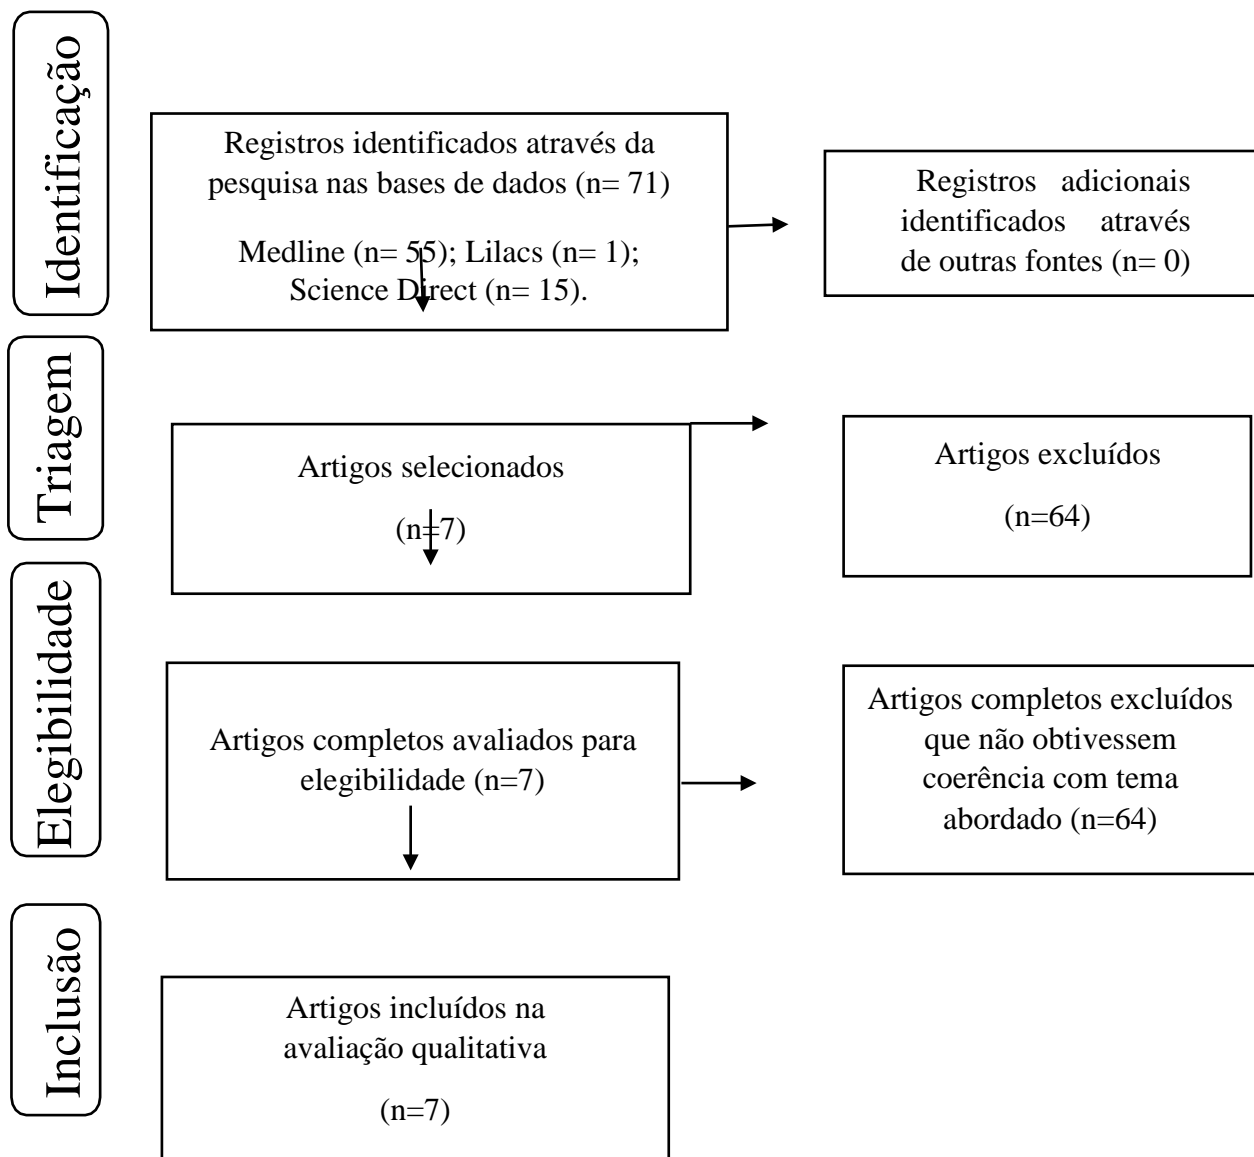 Identificação
Registros identificados através da
pesquisa nas bases de dados (n= 71)
Medline (n= 55); Lilacs (n= 1);
Science Direct (n= 15).
Registros adicionais
identificados através
de outras fontes (n= 0)
Triagem
Artigos selecionados
(n=7)
Artigos excluídos
(n=64)
Elegibilidade
Artigos completos avaliados para
elegibilidade (n=7)
Artigos completos excluídos
que não obtivessem
coerência com tema
abordado (n=64)
Inclusão
Artigos incluídos na
avaliação qualitativa
(n=7)